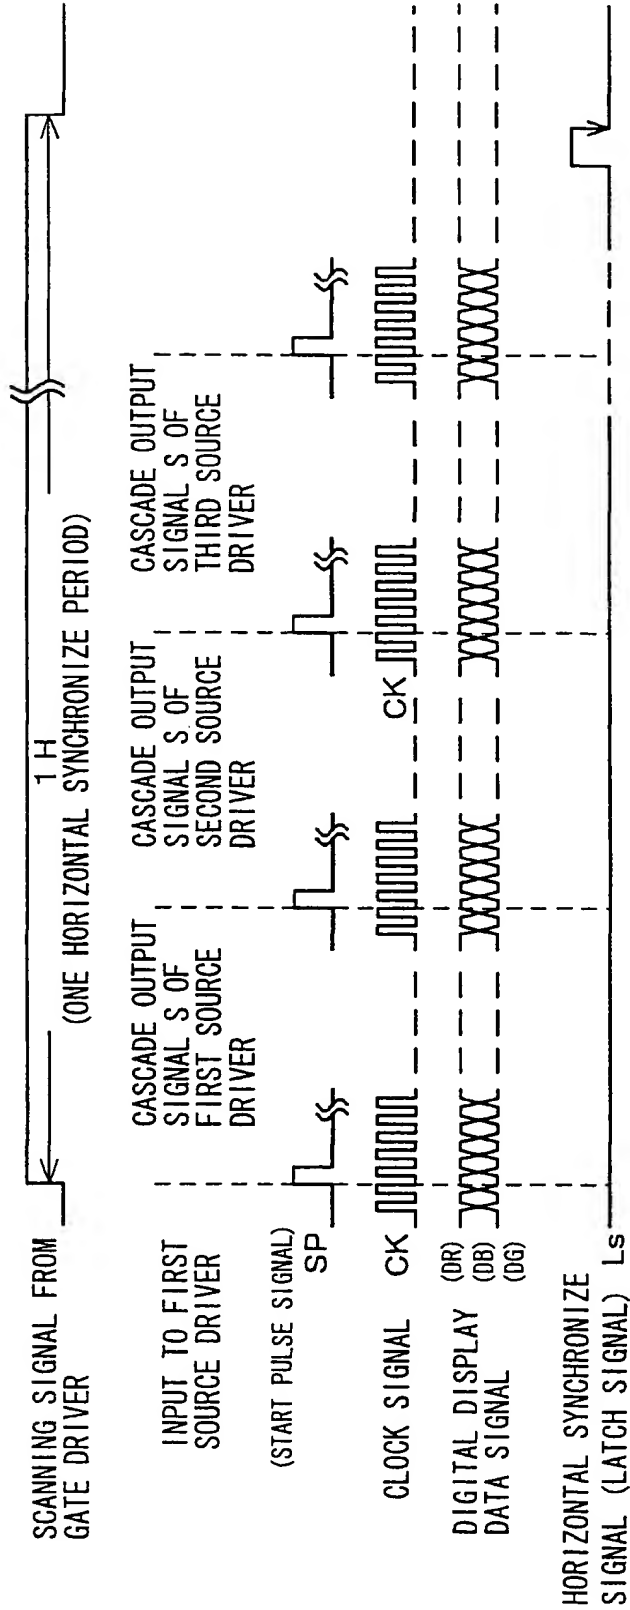 SCANNING SIGNAL FROM
GATE DRIVER
1H
(ONE HORIZONTAL SYNCHRONIZE PERIOD)
INPUT TO FIRST
SOURCE DRIVER
CASCADE OUTPUT
SIGNAL S OF
FIRST SOURCE
DRIVER
CASCADE OUTPUT
SIGNAL S OF
SECOND SOURCE
DRIVER
CASCADE OUTPUT
SIGNAL S OF
THIRD SOURCE
DRIVER
(START PULSE SIGNAL)
SP
CLOCK SIGNAL
CK
CK
DIGITAL DISPLAY
DATA SIGNAL
(DR)
(DB)
(DG)
HORIZONTAL SYNCHRONIZE
SIGNAL (LATCH SIGNAL) Ls